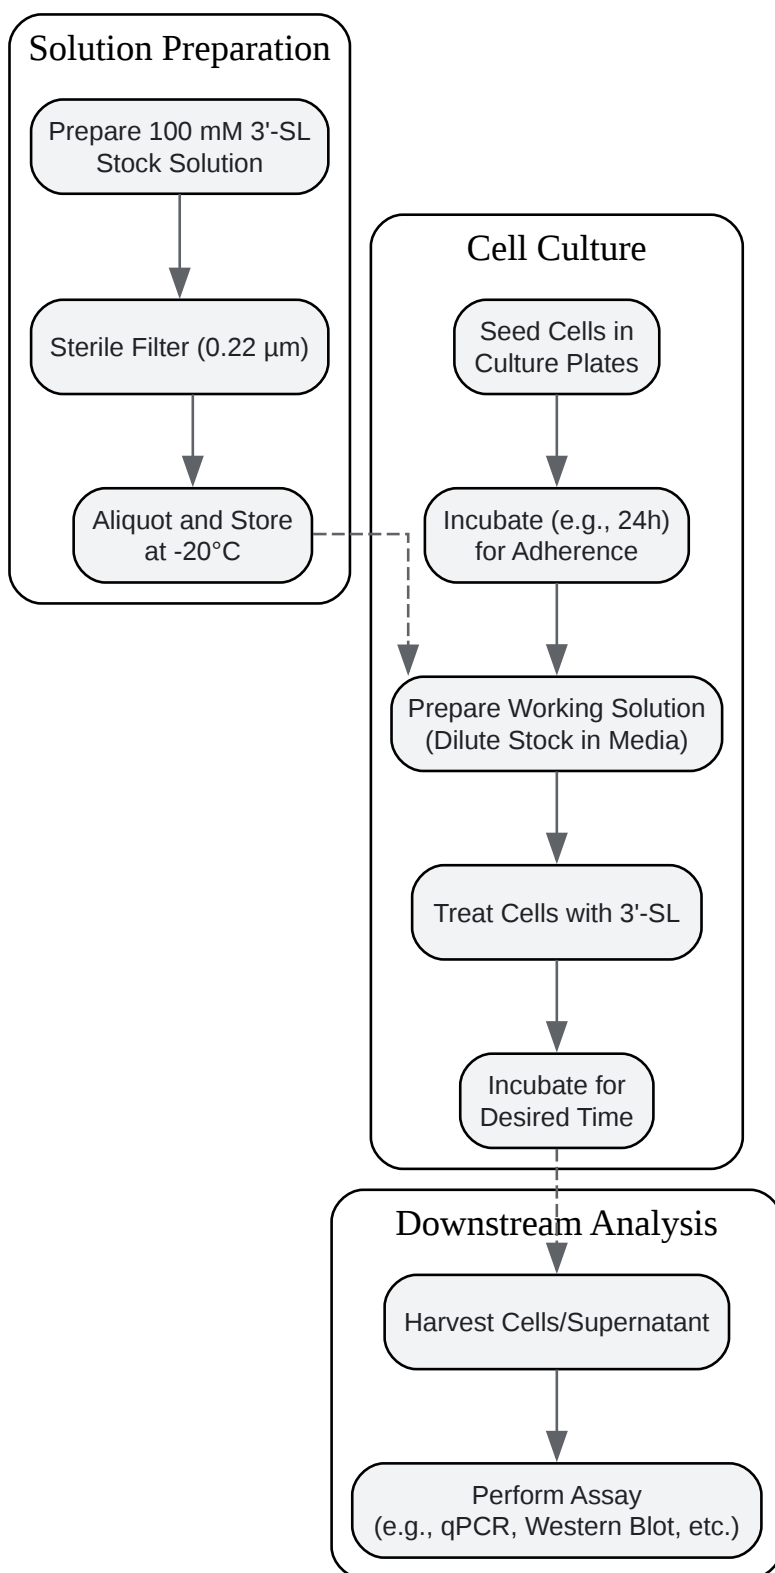 Solution Preparation
Prepare 100 mM 3'-SL
Stock Solution
Sterile Filter (0.22 µm)
Aliquot and Store
at -20°C
Cell Culture
Seed Cells in
Culture Plates
Incubate (e.g., 24h)
for Adherence
Prepare Working Solution
(Dilute Stock in Media)
Treat Cells with 3'-SL
Incubate for
Desired Time
Downstream Analysis
Harvest Cells/Supernatant
Perform Assay
(e.g., qPCR, Western Blot, etc.)